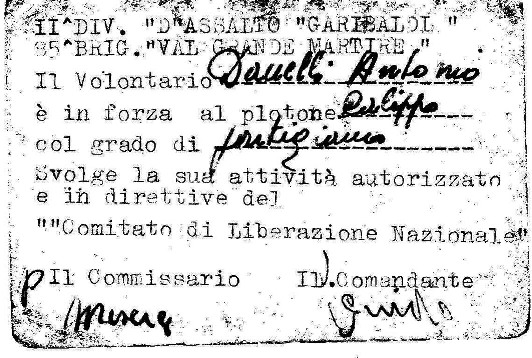 II^DIV. "D"ASSALTO "GARIBALDI "
85^BRIG."VAL GRANDE MARTIRE "
Il Volontario Danelli Antonio
è in forza al plotone
col grado di partigiano
Svolge la sua attività autorizzato
e in direttive del
""Comitato di Liberazione Nazionale"
p Il Commissario Il Comandante